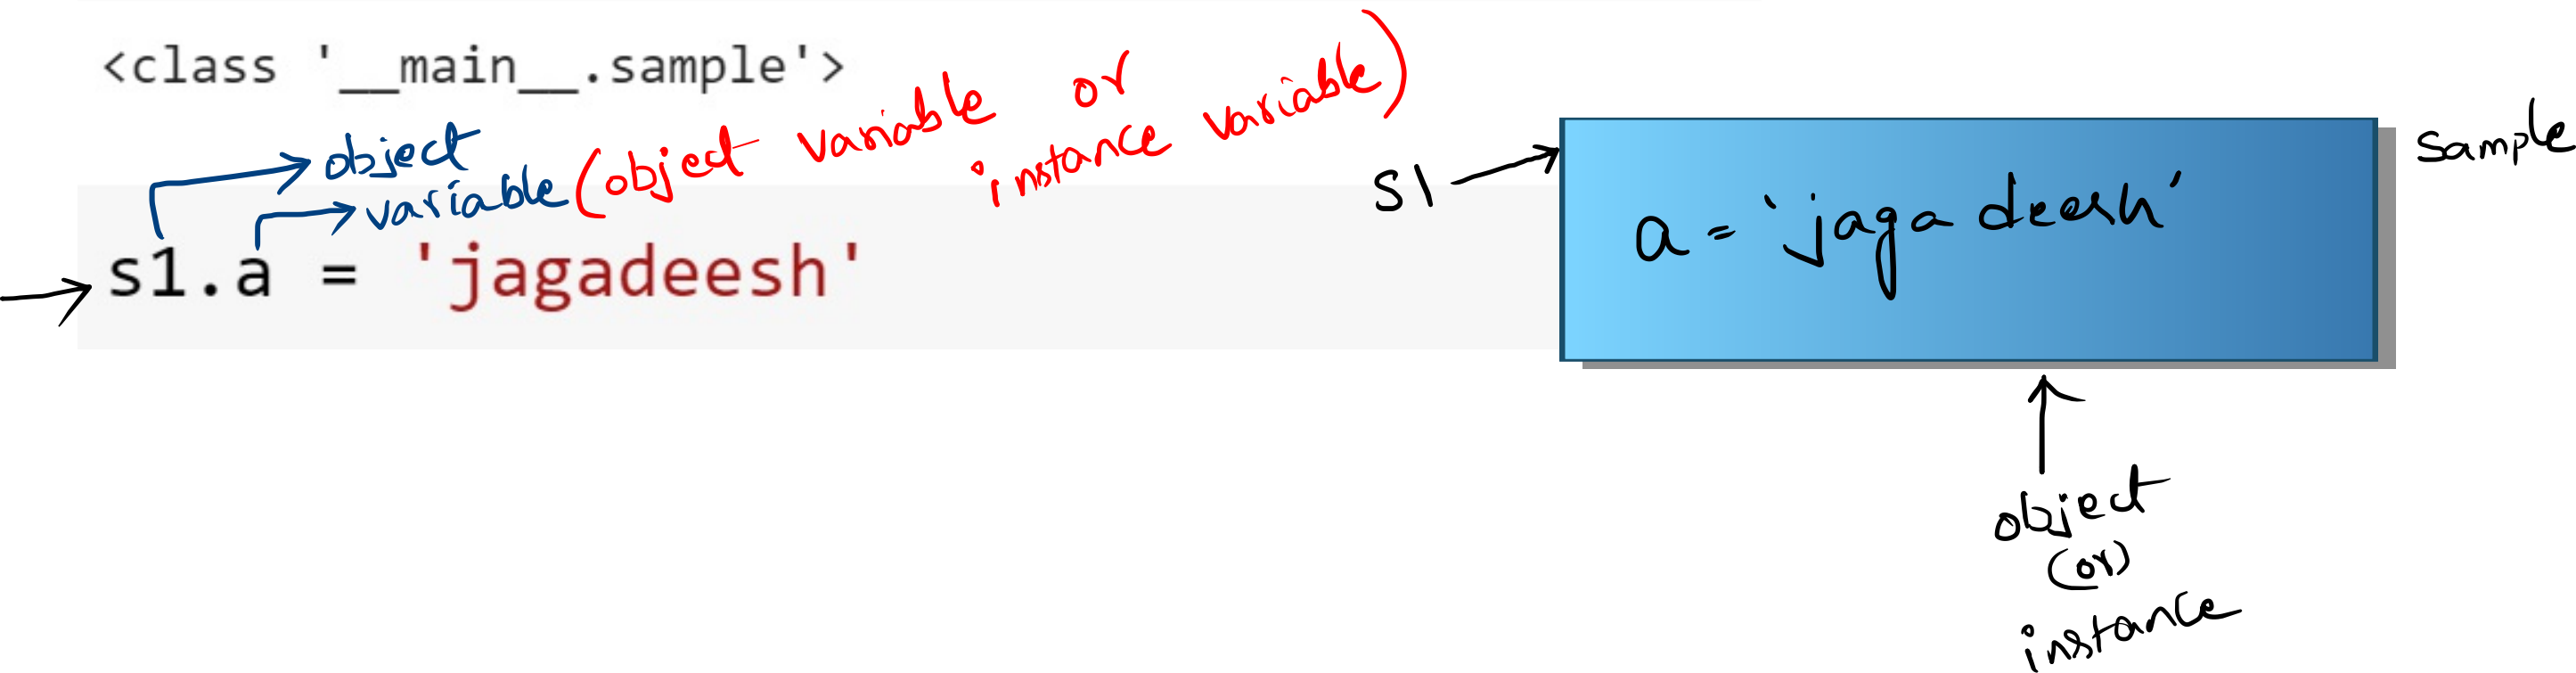 <class '__main__.sample'>
object
variable (object variable or
instance variable)
s1.a = 'jagadeesh'
S1
a = 'jagadeesh'
Sample
object
(or)
instance